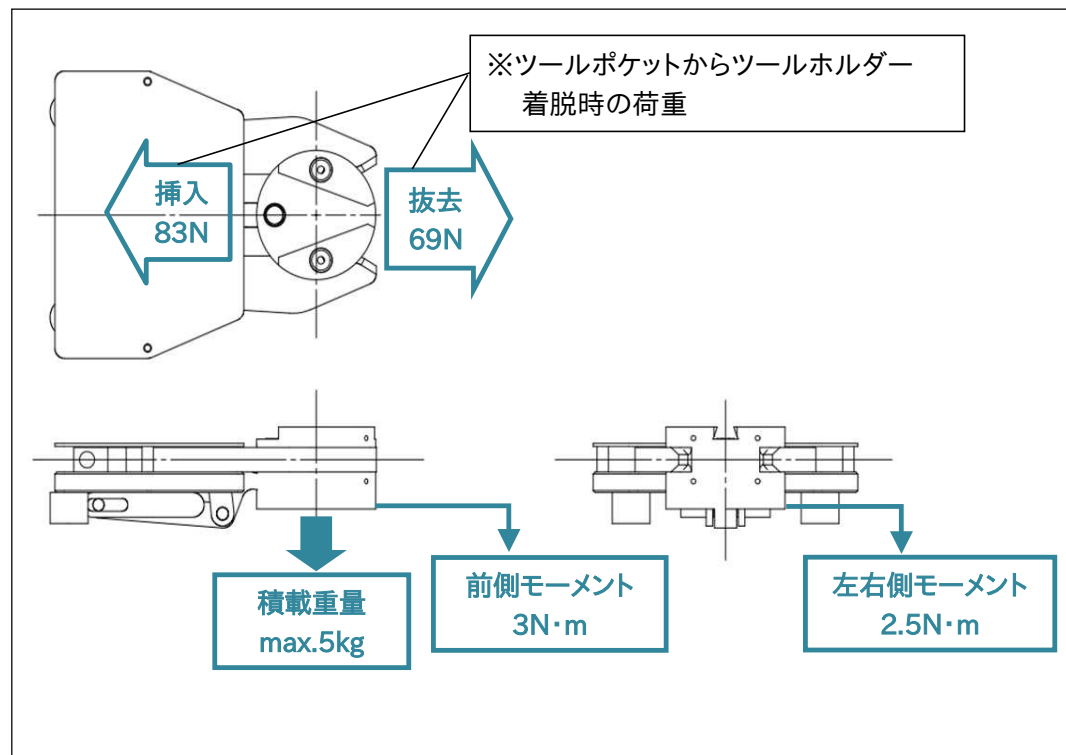 ※ツールポケットからツールホルダー
着脱時の荷重
挿入
83N
抜去
69N
積載重量
max.5kg
前側モーメント
3N・m
左右側モーメント
2.5N・m